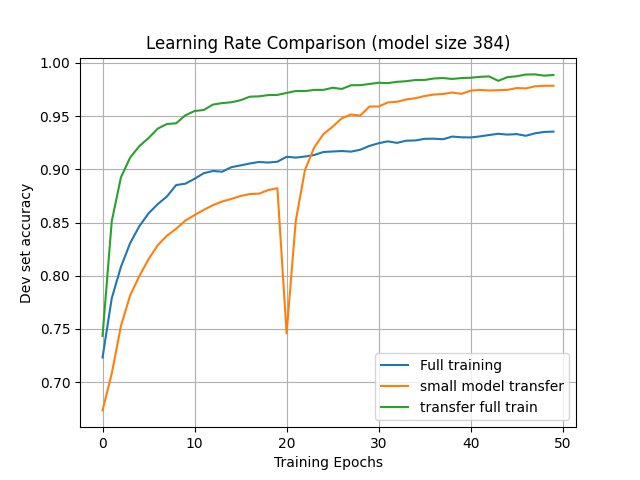 Learning Rate Comparison (model size 384)
1.00
0.95
0.90
0.85
0.80
0.75
0.70
Dev set accuracy
Full training
small model transfer
transfer full train
0 10 20 30 40 50
Training Epochs